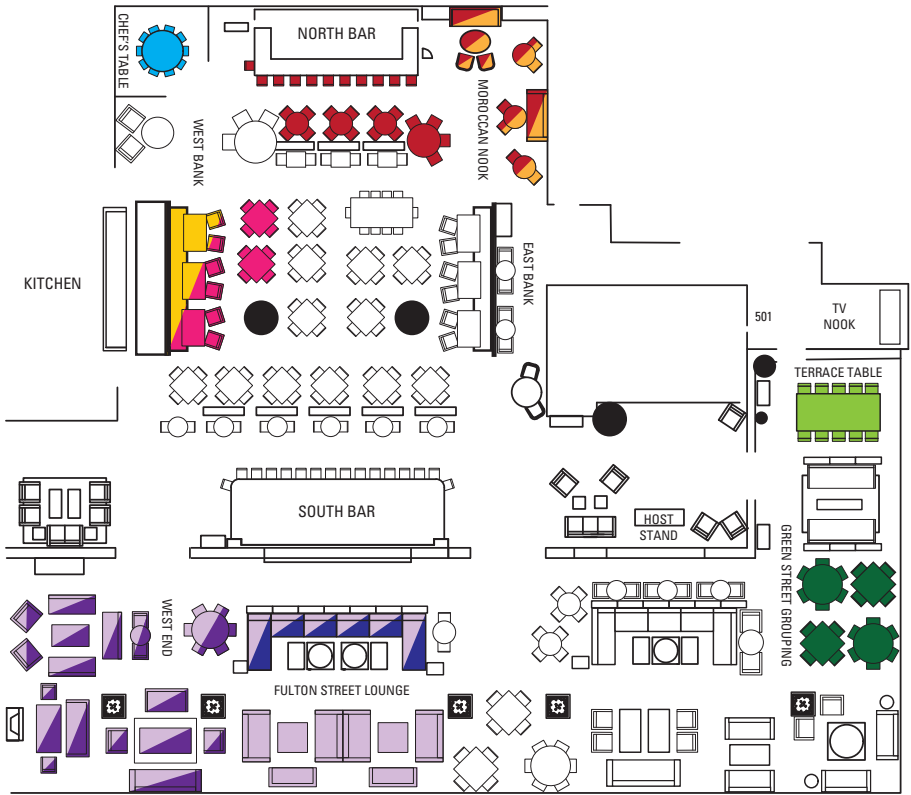 CHEF'S TABLE
NORTH BAR
MOROCCAN NOOK
WEST BANK
EAST BANK
KITCHEN
501
TV
NOOK
TERRACE TABLE
SOUTH BAR
HOST
STAND
GREEN STREET GROUPING
WEST END
FULTON STREET LOUNGE